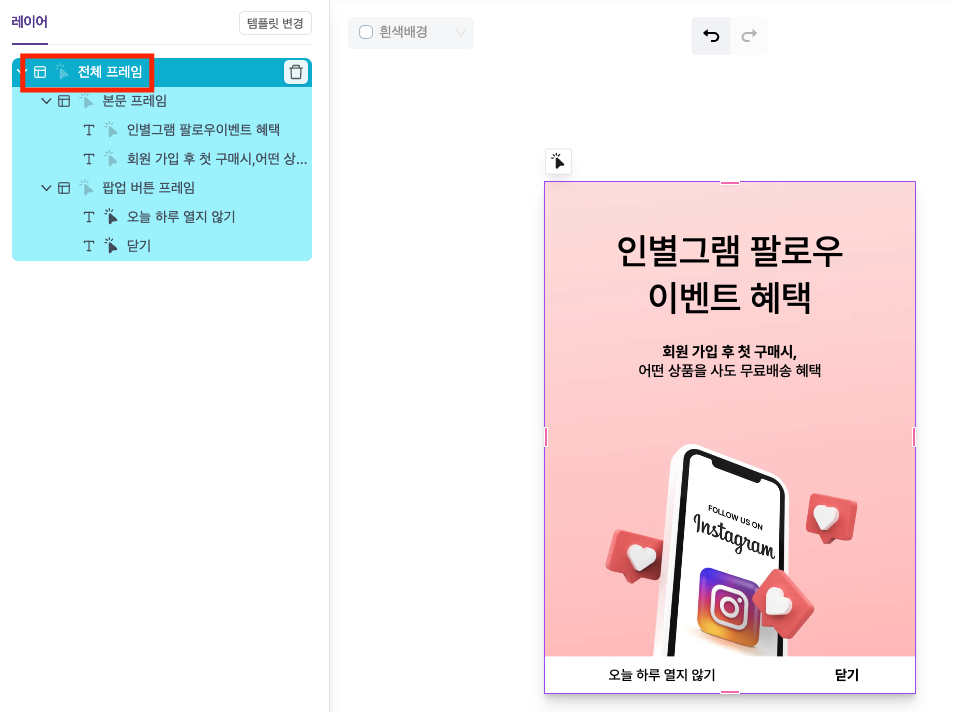 레이어
템플릿 변경
전체 프레임
본문 프레임
인별그램 팔로우이벤트 혜택
회원 가입 후 첫 구매시,어떤 상...
팝업 버튼 프레임
오늘 하루 열지 않기
닫기
흰색배경
인별그램 팔로우
이벤트 혜택
회원 가입 후 첫 구매시,
어떤 상품을 사도 무료배송 혜택
FOLLOW US ON
Instagram
오늘 하루 열지 않기
닫기